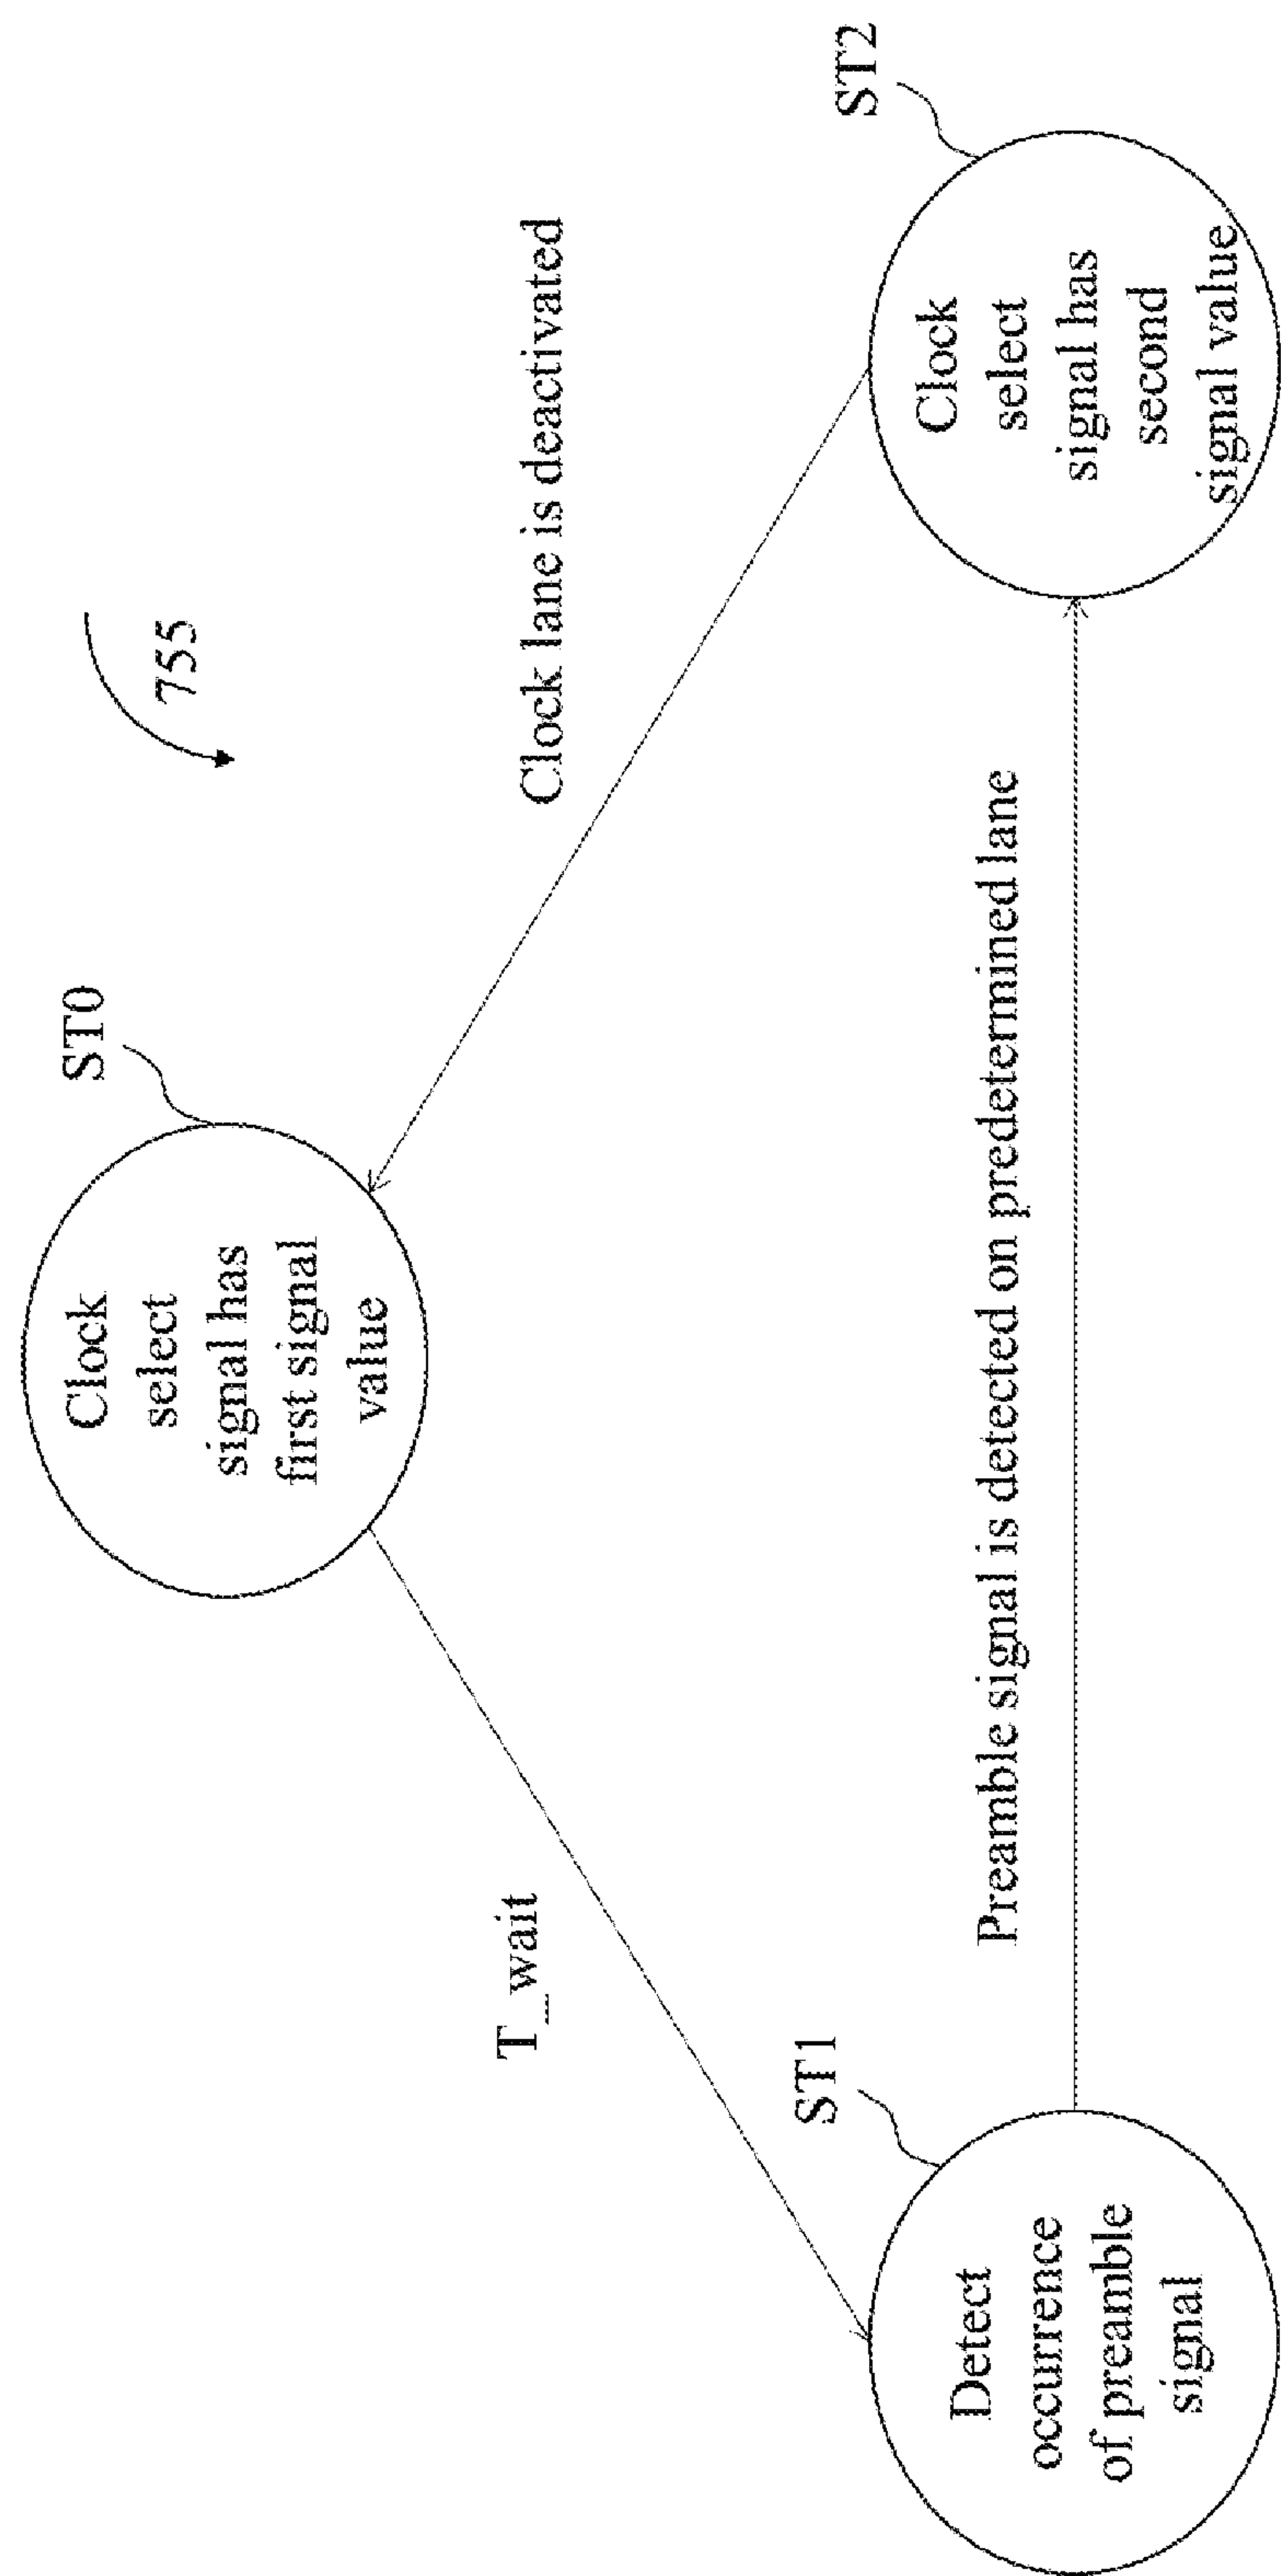 755
ST0
Clock
select
signal has
first signal
value
T_wait
Clock lane is deactivated
ST1
ST2
Detect
occurrence
of preamble
signal
Preamble signal is detected on predetermined lane
Clock
select
signal has
second
signal value